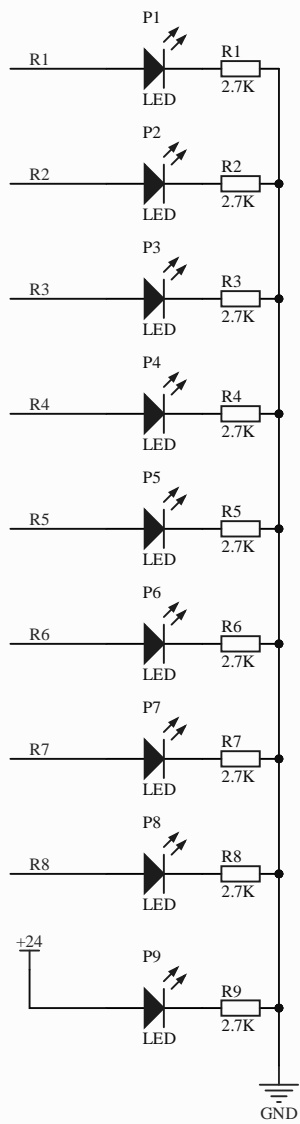 P1
R1 R1
LED 2.7K
P2
R2 R2
LED 2.7K
P3
R3 R3
LED 2.7K
P4
R4 R4
LED 2.7K
P5
R5 R5
LED 2.7K
P6
R6 R6
LED 2.7K
P7
R7 R7
LED 2.7K
P8
R8 R8
LED 2.7K
+24
P9
R9
LED 2.7K
GND